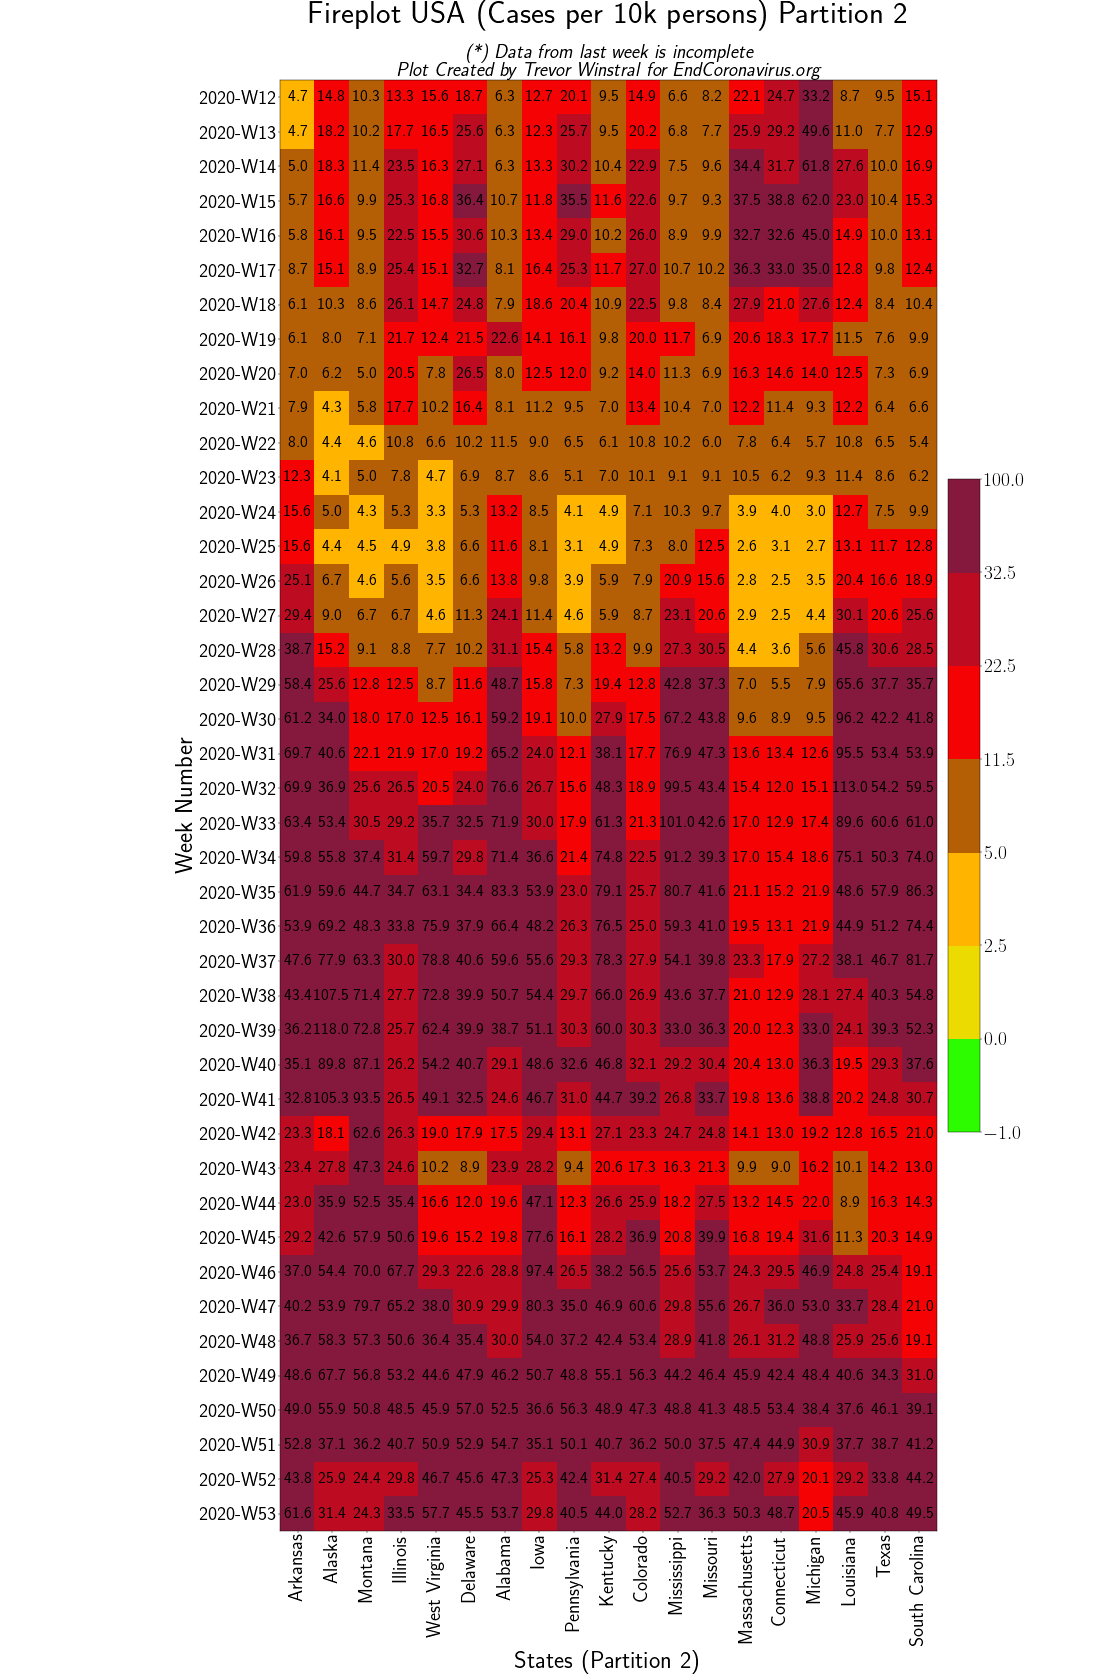 Fireplot USA (Cases per 10k persons) Partition 2
(*) Data from last week is incomplete
Plot Created by Trevor Winstral for EndCoronavirus.org
2020-W12 4.7 14.8 10.3 13.3 15.6 18.7 6.3 12.7 20.1 9.5 14.9 6.6 8.2 22.1 24.7 33.2 8.7 9.5 15.1
2020-W13 4.7 18.2 10.2 17.7 16.5 25.6 6.3 12.3 25.7 9.5 20.2 6.8 7.7 25.9 29.2 49.6 11.0 7.7 12.9
2020-W14 5.0 18.3 11.4 23.5 16.3 27.1 6.3 13.3 30.2 10.4 22.9 7.5 9.6 34.4 31.7 61.8 27.6 10.0 16.9
2020-W15 5.7 16.6 9.9 25.3 16.8 36.4 10.7 11.8 35.5 11.6 22.6 9.7 9.3 37.5 38.8 62.0 23.0 10.4 15.3
2020-W16 5.8 16.1 9.5 22.5 15.5 30.6 10.3 13.4 29.0 10.2 26.0 8.9 9.9 32.7 32.6 45.0 14.9 10.0 13.1
2020-W17 8.7 15.1 8.9 25.4 15.1 32.7 8.1 16.4 25.3 11.7 27.0 10.7 10.2 36.3 33.0 35.0 12.8 9.8 12.4
2020-W18 6.1 10.3 8.6 26.1 14.7 24.8 7.9 18.6 20.4 10.9 22.5 9.8 8.4 27.9 21.0 27.6 12.4 8.4 10.4
2020-W19 6.1 8.0 7.1 21.7 12.4 21.5 22.6 14.1 16.1 9.8 20.0 11.7 6.9 20.6 18.3 17.7 11.5 7.6 9.9
2020-W20 7.0 6.2 5.0 20.5 7.8 26.5 8.0 12.5 12.0 9.2 14.0 11.3 6.9 16.3 14.6 14.0 12.5 7.3 6.9
2020-W21 7.9 4.3 5.8 17.7 10.2 16.4 8.1 11.2 9.5 7.0 13.4 10.4 7.0 12.2 11.4 9.3 12.2 6.4 6.6
2020-W22 8.0 4.4 4.6 10.8 6.6 10.2 11.5 9.0 6.5 6.1 10.8 10.2 6.0 7.8 6.4 5.7 10.8 6.5 5.4
2020-W23 12.3 4.1 5.0 7.8 4.7 6.9 8.7 8.6 5.1 7.0 10.1 9.1 9.1 10.5 6.2 9.3 11.4 8.6 6.2
2020-W24 15.6 5.0 4.3 5.3 3.3 5.3 13.2 8.5 4.1 4.9 7.1 10.3 9.7 3.9 4.0 3.0 12.7 7.5 9.9
2020-W25 15.6 4.4 4.5 4.9 3.8 6.6 11.6 8.1 3.1 4.9 7.3 8.0 12.5 2.6 3.1 2.7 13.1 11.7 12.8
2020-W26 25.1 6.7 4.6 5.6 3.5 6.6 13.8 9.8 3.9 5.9 7.9 20.9 15.6 2.8 2.5 3.5 20.4 16.6 18.9
2020-W27 29.4 9.0 6.7 6.7 4.6 11.3 24.1 11.4 4.6 5.9 8.7 23.1 20.6 2.9 2.5 4.4 30.1 20.6 25.6
2020-W28 38.7 15.2 9.1 8.8 7.7 10.2 31.1 15.4 5.8 13.2 9.9 27.3 30.5 4.4 3.6 5.6 45.8 30.6 28.5
2020-W29 58.4 25.6 12.8 12.5 8.7 11.6 48.7 15.8 7.3 19.4 12.8 42.8 37.3 7.0 5.5 7.9 65.6 37.7 35.7
2020-W30 61.2 34.0 18.0 17.0 12.5 16.1 59.2 19.1 10.0 27.9 17.5 67.2 43.8 9.6 8.9 9.5 96.2 42.2 41.8
2020-W31 69.7 40.6 22.1 21.9 17.0 19.2 65.2 24.0 12.1 38.1 17.7 76.9 47.3 13.6 13.4 12.6 95.5 53.4 53.9
2020-W32 69.9 36.9 25.6 26.5 20.5 24.0 76.6 26.7 15.6 48.3 18.9 99.5 43.4 15.4 12.0 15.1 113.0 54.2 59.5
2020-W33 63.4 53.4 30.5 29.2 35.7 32.5 71.9 30.0 17.9 61.3 21.3 101.0 42.6 17.0 12.9 17.4 89.6 60.6 61.0
2020-W34 59.8 55.8 37.4 31.4 59.7 29.8 71.4 36.6 21.4 74.8 22.5 91.2 39.3 17.0 15.4 18.6 75.1 50.3 74.0
2020-W35 61.9 59.6 44.7 34.7 63.1 34.4 83.3 53.9 23.0 79.1 25.7 80.7 41.6 21.1 15.2 21.9 48.6 57.9 86.3
2020-W36 53.9 69.2 48.3 33.8 75.9 37.9 66.4 48.2 26.3 76.5 25.0 59.3 41.0 19.5 13.1 21.9 44.9 51.2 74.4
2020-W37 47.6 77.9 63.3 30.0 78.8 40.6 59.6 55.6 29.3 78.3 27.9 54.1 39.8 23.3 17.9 27.2 38.1 46.7 81.7
2020-W38 43.4 107.5 71.4 27.7 72.8 39.9 50.7 54.4 29.7 66.0 26.9 43.6 37.7 21.0 12.9 28.1 27.4 40.3 54.8
2020-W39 36.2 118.0 72.8 25.7 62.4 39.9 38.7 51.1 30.3 60.0 30.3 33.0 36.3 20.0 12.3 33.0 24.1 39.3 52.3
2020-W40 35.1 89.8 87.1 26.2 54.2 40.7 29.1 48.6 32.6 46.8 32.1 29.2 30.4 20.4 13.0 36.3 19.5 29.3 37.6
2020-W41 32.8 105.3 93.5 26.5 49.1 32.5 24.6 46.7 31.0 44.7 39.2 26.8 33.7 19.8 13.6 38.8 20.2 24.8 30.7
2020-W42 23.3 18.1 62.6 26.3 19.0 17.9 17.5 29.4 13.1 27.1 23.3 24.7 24.8 14.1 13.0 19.2 12.8 16.5 21.0
2020-W43 23.4 27.8 47.3 24.6 10.2 8.9 23.9 28.2 9.4 20.6 17.3 16.3 21.3 9.9 9.0 16.2 10.1 14.2 13.0
2020-W44 23.0 35.9 52.5 35.4 16.6 12.0 19.6 47.1 12.3 26.6 25.9 18.2 27.5 13.2 14.5 22.0 8.9 16.3 14.3
2020-W45 29.2 42.6 57.9 50.6 19.6 15.2 19.8 77.6 16.1 28.2 36.9 20.8 39.9 16.8 19.4 31.6 11.3 20.3 14.9
2020-W46 37.0 54.4 70.0 67.7 29.3 22.6 28.8 97.4 26.5 38.2 56.5 25.6 53.7 24.3 29.5 46.9 24.8 25.4 19.1
2020-W47 40.2 53.9 79.7 65.2 38.0 30.9 29.9 80.3 35.0 46.9 60.6 29.8 55.6 26.7 36.0 53.0 33.7 28.4 21.0
2020-W48 36.7 58.3 57.3 50.6 36.4 35.4 30.0 54.0 37.2 42.4 53.4 28.9 41.8 26.1 31.2 48.8 25.9 25.6 19.1
2020-W49 48.6 67.7 56.8 53.2 44.6 47.9 46.2 50.7 48.8 55.1 56.3 44.2 46.4 45.9 42.4 48.4 40.6 34.3 31.0
2020-W50 49.0 55.9 50.8 48.5 45.9 57.0 52.5 36.6 56.3 48.9 47.3 48.8 41.3 48.5 53.4 38.4 37.6 46.1 39.1
2020-W51 52.8 37.1 36.2 40.7 50.9 52.9 54.7 35.1 50.1 40.7 36.2 50.0 37.5 47.4 44.9 30.9 37.7 38.7 41.2
2020-W52 43.8 25.9 24.4 29.8 46.7 45.6 47.3 25.3 42.4 31.4 27.4 40.5 29.2 42.0 27.9 20.1 29.2 33.8 44.2
2020-W53 61.6 31.4 24.3 33.5 57.7 45.5 53.7 29.8 40.5 44.0 28.2 52.7 36.3 50.3 48.7 20.5 45.9 40.8 49.5
Week Number
Arkansas Alaska Montana Illinois West Virginia Delaware Alabama Iowa Pennsylvania Kentucky Colorado Mississippi Missouri Massachusetts Connecticut Michigan Louisiana Texas South Carolina
States (Partition 2)
100.0
32.5
22.5
11.5
5.0
2.5
0.0
−1.0